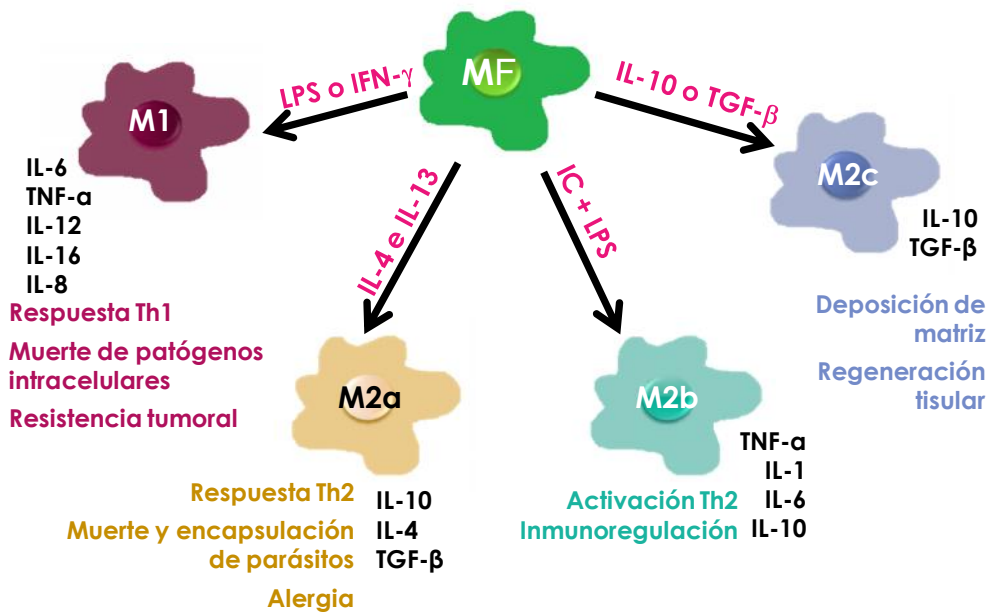 MF
LPS o IFN-γ
IL-10 o TGF-β
IL-4 e IL-13
IC + LPS
M1
IL-6
TNF-a
IL-12
IL-16
IL-8
Respuesta Th1
Muerte de patógenos
intracelulares
Resistencia tumoral
M2a
Respuesta Th2
Muerte y encapsulación
de parásitos
Alergia
IL-10
IL-4
TGF-β
M2b
Activación Th2
Inmunoregulación
TNF-a
IL-1
IL-6
IL-10
M2c
IL-10
TGF-β
Deposición de
matriz
Regeneración
tisular